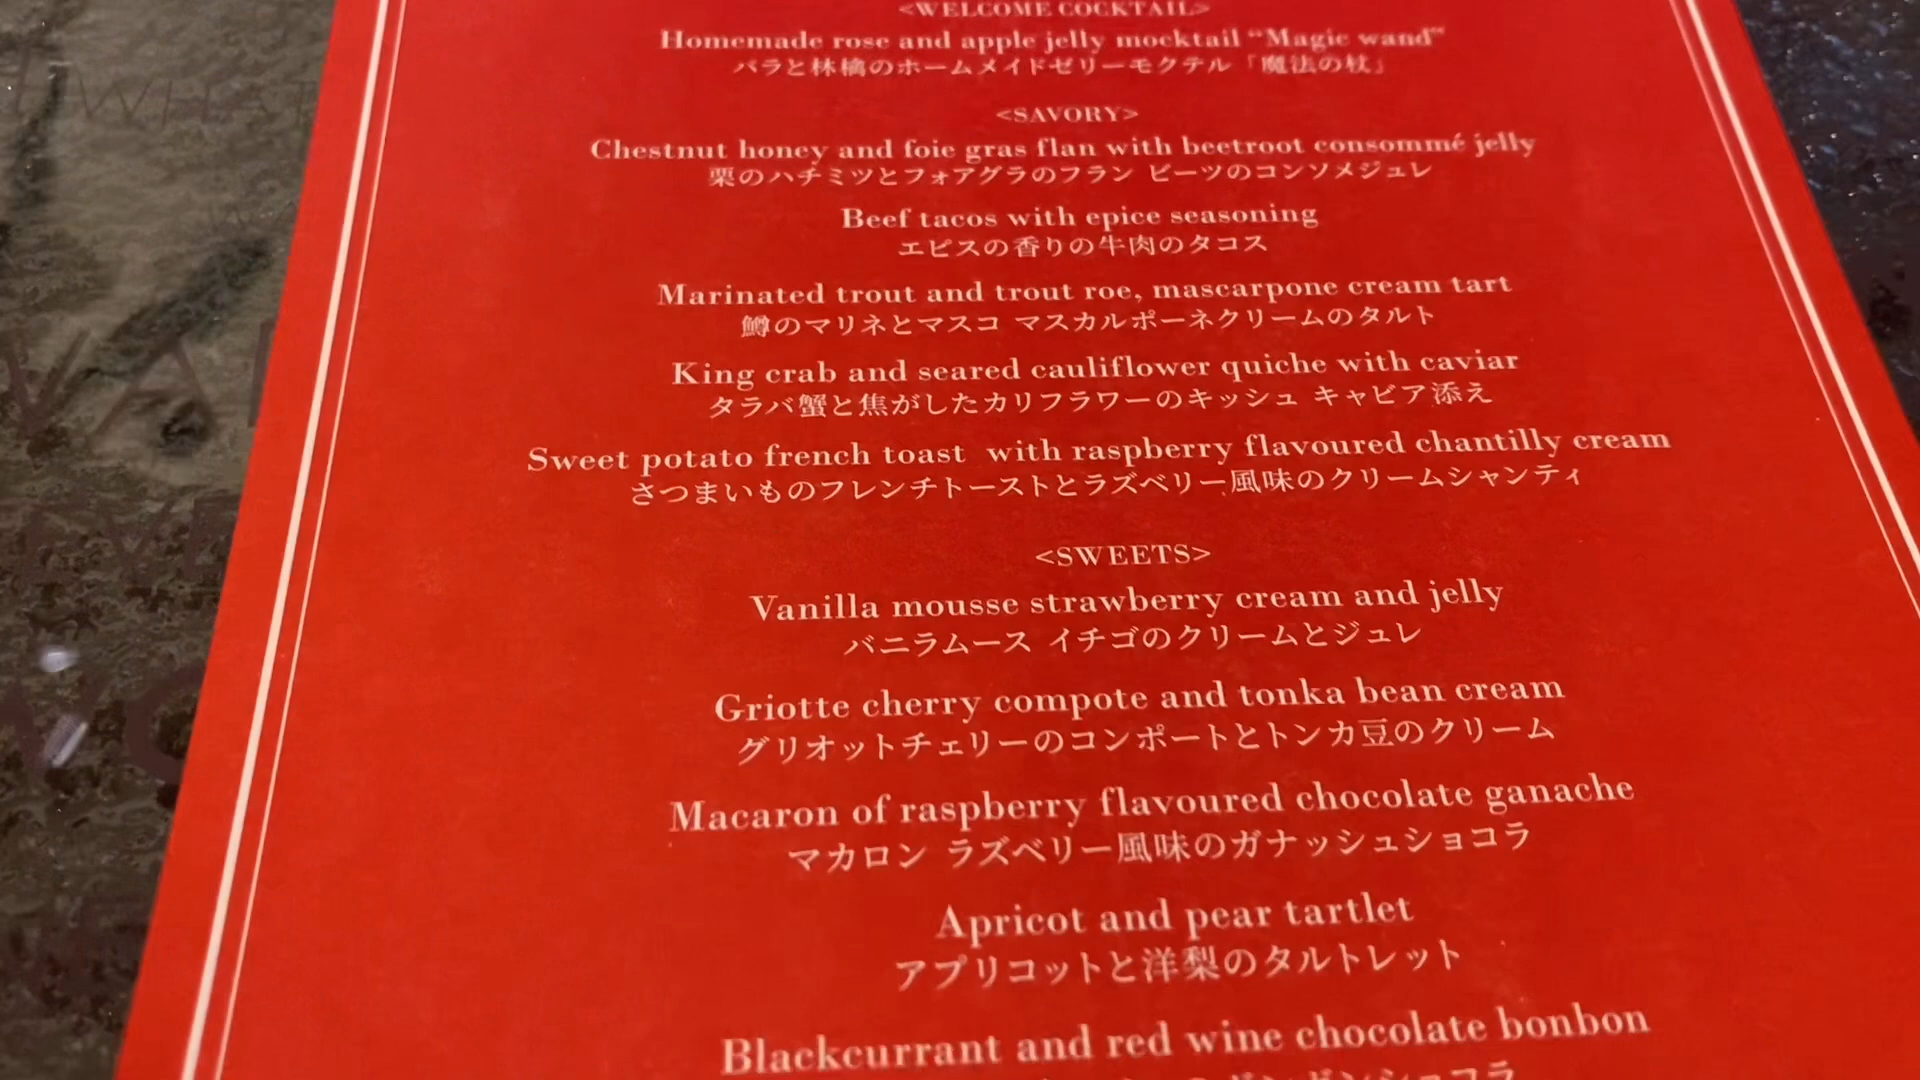 <WELCOME COCKTAIL>
Homemade rose and apple jelly mocktail “Magic wand”
バラと林檎のホームメイドゼリーモクテル「魔法の杖」
<SAVORY>
Chestnut honey and foie gras flan with beetroot consommé jelly
栗のハチミツとフォアグラのフラン ビーツのコンソメジュレ
Beef tacos with epice seasoning
エピスの香りの牛肉のタコス
Marinated trout and trout roe, mascarpone cream tart
鱒のマリネとマスコ マスカルポーネクリームのタルト
King crab and seared cauliflower quiche with caviar
タラバ蟹と焦がしたカリフラワーのキッシュ キャビア添え
Sweet potato french toast  with raspberry flavoured chantilly cream
さつまいものフレンチトーストとラズベリー風味のクリームシャンティ
<SWEETS>
Vanilla mousse strawberry cream and jelly
バニラムース イチゴのクリームとジュレ
Griotte cherry compote and tonka bean cream
グリオットチェリーのコンポートとトンカ豆のクリーム
Macaron of raspberry flavoured chocolate ganache
マカロン ラズベリー風味のガナッシュショコラ
Apricot and pear tartlet
アプリコットと洋梨のタルトレット
Blackcurrant and red wine chocolate bonbon